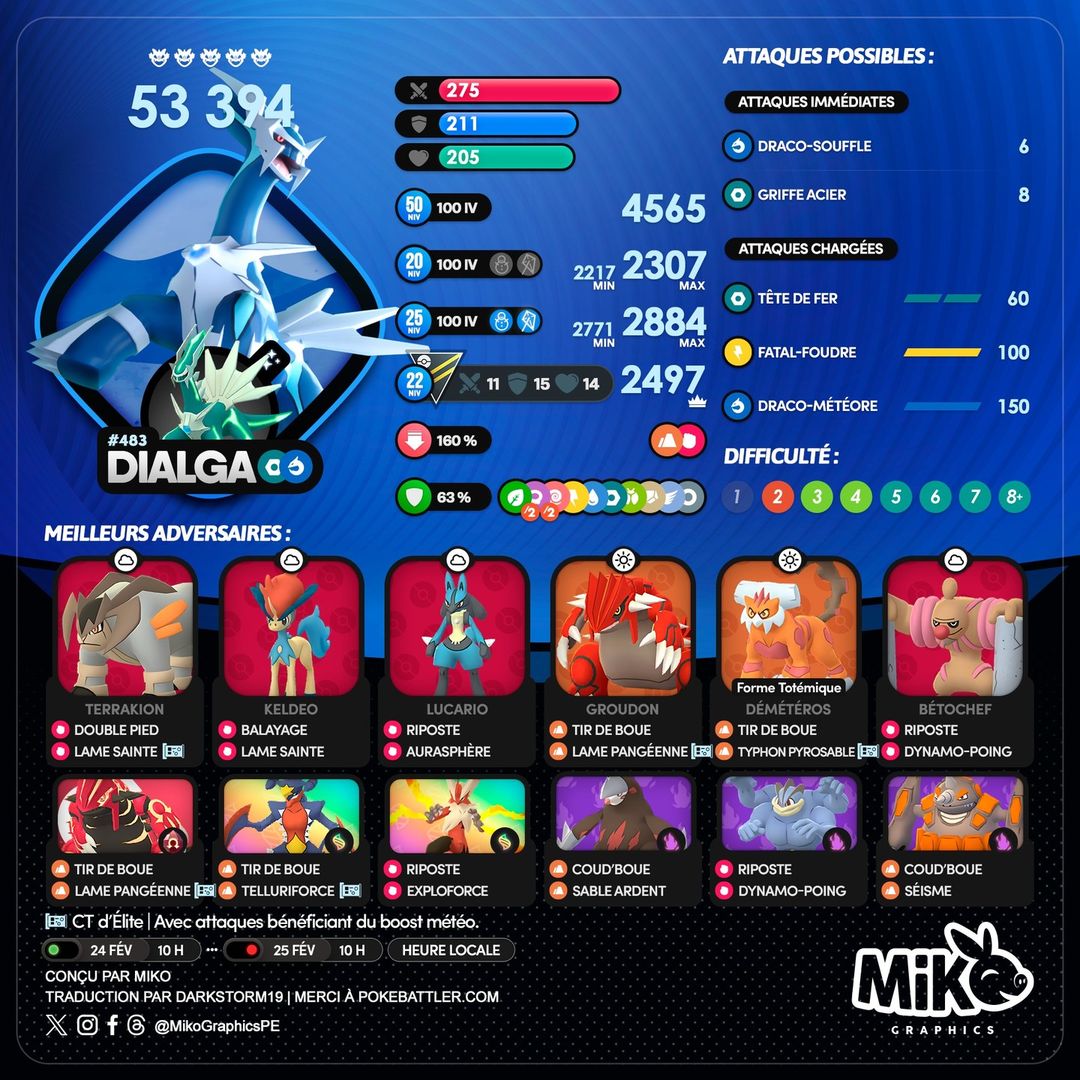 53 394
#483
DIALGA
275
211
205
50 NIV 100 IV 4565
20 NIV 100 IV 2217 MIN 2307 MAX
25 NIV 100 IV 2771 MIN 2884 MAX
22 NIV 11 15 14 2497
160 %
63 % /2 /2
ATTAQUES POSSIBLES :
ATTAQUES IMMÉDIATES
DRACO-SOUFFLE 6
GRIFFE ACIER 8
ATTAQUES CHARGÉES
TÊTE DE FER 60
FATAL-FOUDRE 100
DRACO-MÉTÉORE 150
DIFFICULTÉ :
1 2 3 4 5 6 7 8+
MEILLEURS ADVERSAIRES :
TERRAKION
DOUBLE PIED
LAME SAINTE
KELDEO
BALAYAGE
LAME SAINTE
LUCARIO
RIPOSTE
AURASPHÈRE
GROUDON
TIR DE BOUE
LAME PANGÉENNE
Forme Totémique
DÉMÉTÉROS
TIR DE BOUE
TYPHON PYROSABLE
BÉTOCHEF
RIPOSTE
DYNAMO-POING
TIR DE BOUE
LAME PANGÉENNE
TIR DE BOUE
TELLURIFORCE
RIPOSTE
EXPLOFORCE
COUD'BOUE
SABLE ARDENT
RIPOSTE
DYNAMO-POING
COUD'BOUE
SÉISME
CT d'Élite | Avec attaques bénéficiant du boost météo.
24 FÉV 10 H ... 25 FÉV 10 H HEURE LOCALE
CONÇU PAR MIKO
TRADUCTION PAR DARKSTORM19 | MERCI À POKEBATTLER.COM
@MikoGraphicsPE
MiKO
GRAPHICS